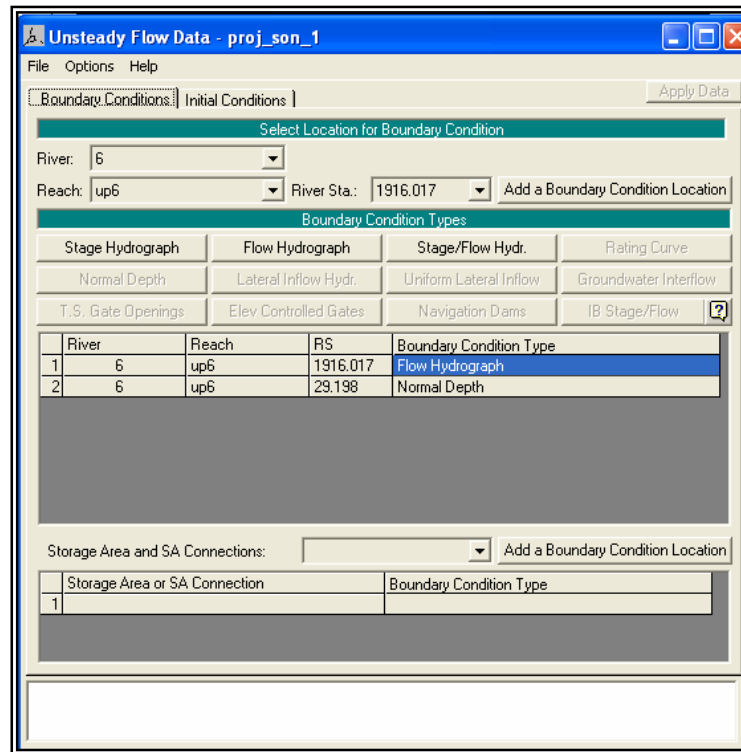 Unsteady Flow Data - proj_son_1
File Options Help
Boundary Conditions Initial Conditions Apply Data
Select Location for Boundary Condition
River: 6
Reach: up6 River Sta.: 1916.017 Add a Boundary Condition Location
Boundary Condition Types
Stage Hydrograph Flow Hydrograph Stage/Flow Hydr. Rating Curve
Normal Depth Lateral Inflow Hydr. Uniform Lateral Inflow Groundwater Interflow
T.S. Gate Openings Elev Controlled Gates Navigation Dams IB Stage/Flow ?
River Reach RS Boundary Condition Type
1 6 up6 1916.017 Flow Hydrograph
2 6 up6 29.198 Normal Depth
Storage Area and SA Connections: Add a Boundary Condition Location
Storage Area or SA Connection Boundary Condition Type
1